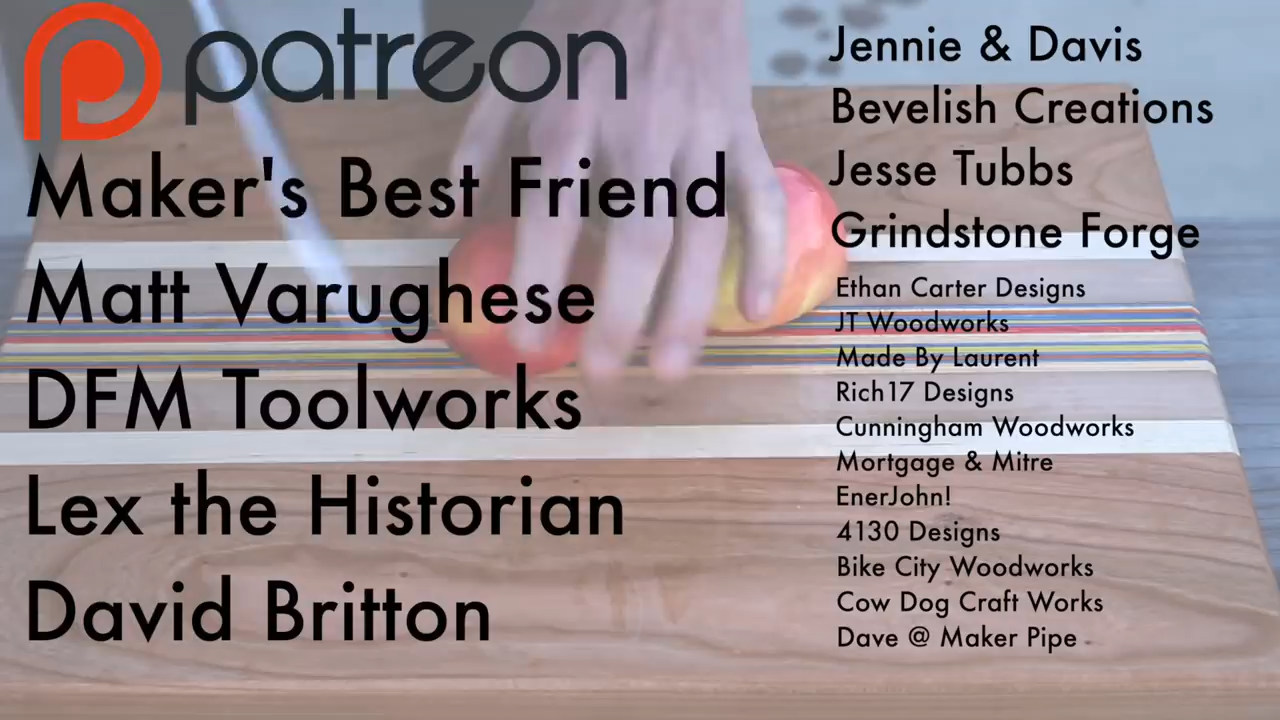 patreon
Maker's Best Friend
Matt Varughese
DFM Toolworks
Lex the Historian
David Britton
Jennie & Davis
Bevelish Creations
Jesse Tubbs
Grindstone Forge
Ethan Carter Designs
JT Woodworks
Made By Laurent
Rich17 Designs
Cunningham Woodworks
Mortgage & Mitre
EnerJohn!
4130 Designs
Bike City Woodworks
Cow Dog Craft Works
Dave @ Maker Pipe